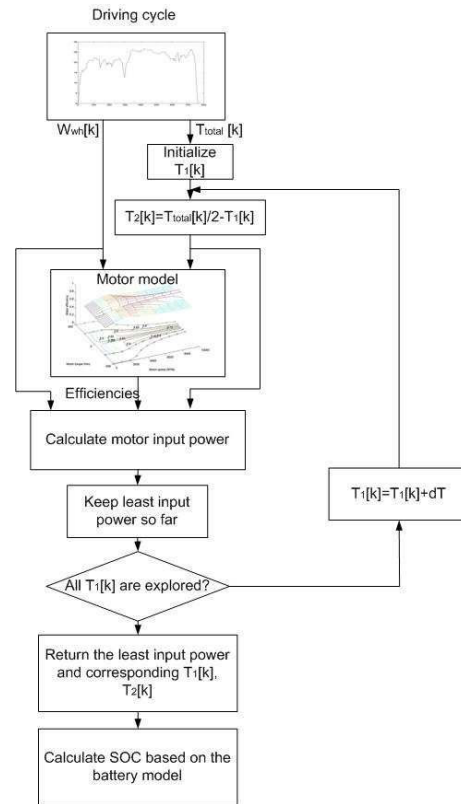 Driving cycle
Wwh[k]
Ttotal [k]
Initialize
T1[k]
T2[k]=Ttotal[k]/2-T1[k]
Motor model
Efficiencies
Calculate motor input power
Keep least input
power so far
T1[k]=T1[k]+dT
All T1[k] are explored?
Return the least input power
and corresponding T1[k],
T2[k]
Calculate SOC based on the
battery model